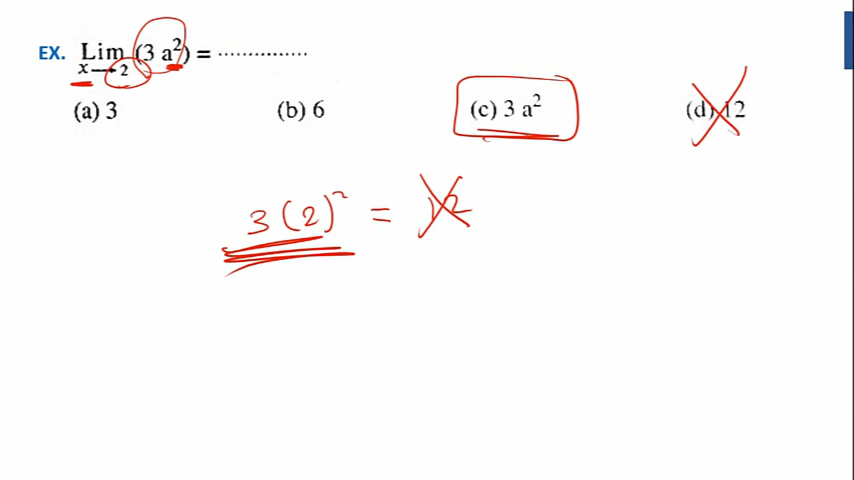 EX. Lim (3 a²) = ..............
x→2
(a) 3 (b) 6 (c) 3 a² (d) 12
3 (2)² = 12